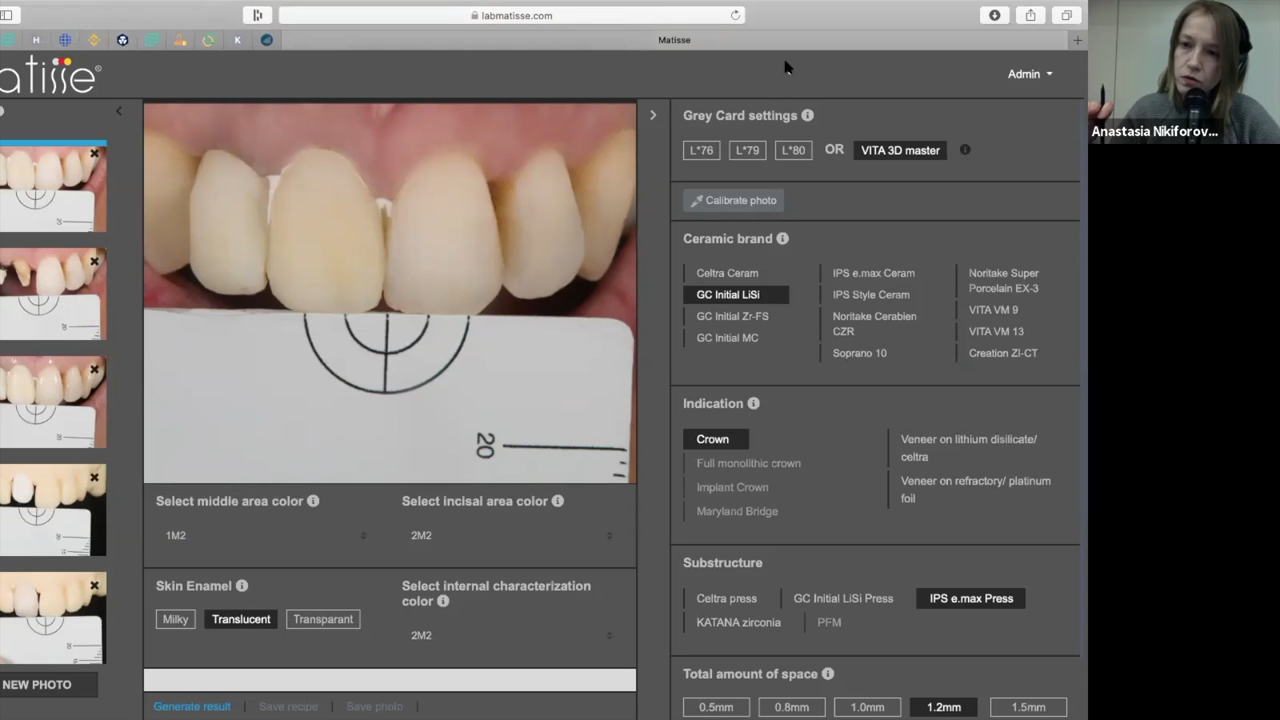 labmatisse.com
H
K
Matisse
atisse®
Admin
Anastasia Nikiforov...
Grey Card settings
L*76 L*79 L*80 OR VITA 3D master
Calibrate photo
Ceramic brand
Celtra Ceram
GC Initial LiSi
GC Initial Zr-FS
GC Initial MC
IPS e.max Ceram
IPS Style Ceram
Noritake Cerabien
CZR
Soprano 10
Noritake Super
Porcelain EX-3
VITA VM 9
VITA VM 13
Creation ZI-CT
20
Indication
Crown
Full monollthic crown
Implant Crown
Maryland Bridge
Veneer on lithium disilicate/
celtra
Veneer on refractory/ platinum
foil
Select middle area color
1M2
Select incisal area color
2M2
Skin Enamel
Milky Translucent Transparant
Select internal characterization
color
2M2
Substructure
Celtra press GC Initial LiSi Press IPS e.max Press
KATANA zirconia PFM
Total amount of space
0.5mm 0.8mm 1.0mm 1.2mm 1.5mm
NEW PHOTO
Generate result Save recipe Save photo